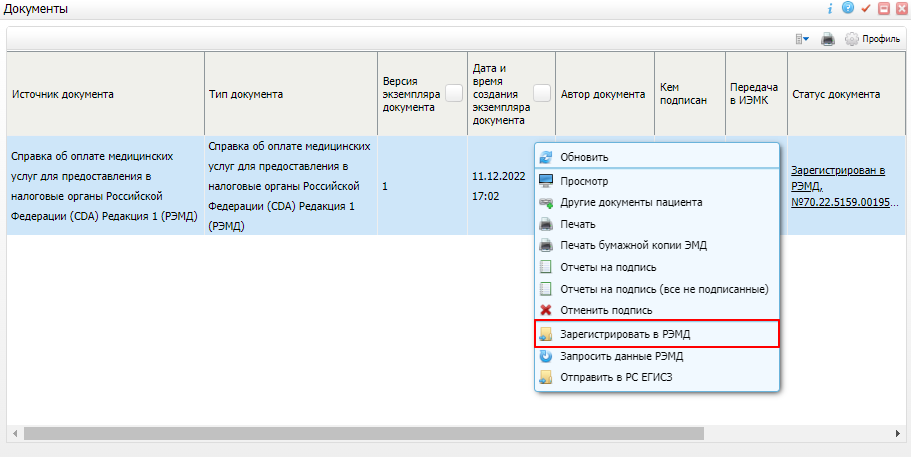 Документы
Профиль
Источник документа
Тип документа
Версия
экземпляра
документа
Дата и
время
создания
экземпляра
документа
Автор документа
Кем
подписан
Передача
в ИЭМК
Статус документа
Справка об оплате медицинских
услуг для предоставления в
налоговые органы Российской
Федерации (CDA) Редакция 1 (РЭМД)
Справка об оплате медицинских
услуг для предоставления в
налоговые органы Российской
Федерации (CDA) Редакция 1
(РЭМД)
1
11.12.2022
17:02
Зарегистрирован в
РЭМД,
№70.22.5159.00195...
Обновить
Просмотр
Другие документы пациента
Печать
Печать бумажной копии ЭМД
Отчеты на подпись
Отчеты на подпись (все не подписанные)
Отменить подпись
Зарегистрировать в РЭМД
Запросить данные РЭМД
Отправить в РС ЕГИСЗ